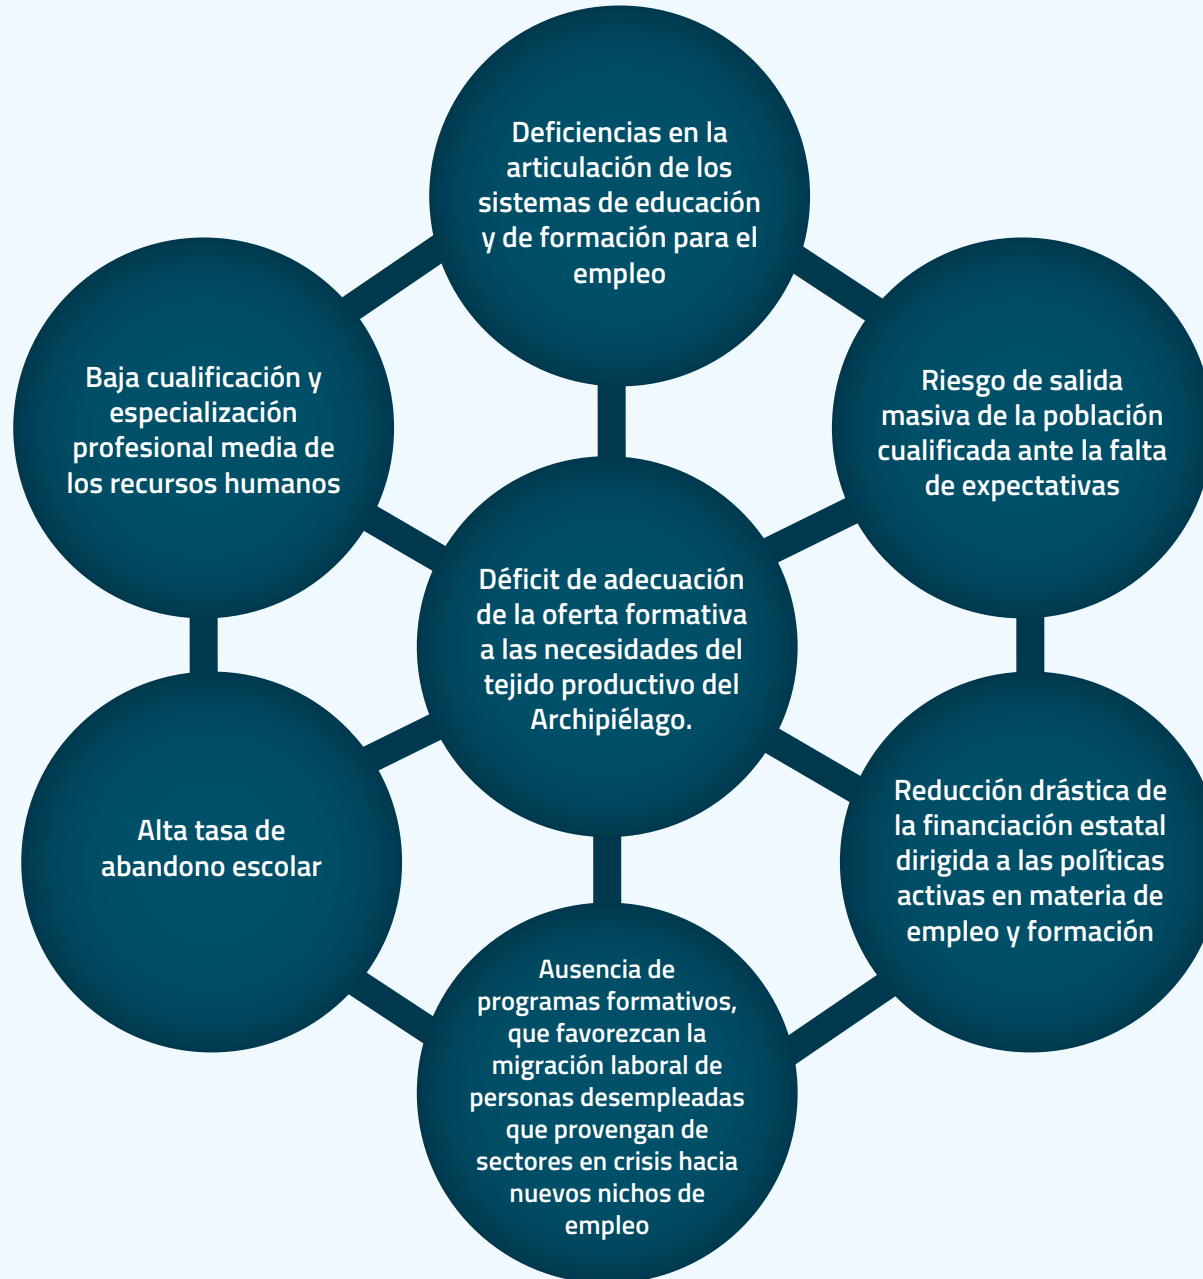 Deficiencias en la
articulación de los
sistemas de educación
y de formación para el
empleo
Baja cualificación y
especialización
profesional media de
los recursos humanos
Riesgo de salida
masiva de la población
cualificada ante la falta
de expectativas
Déficit de adecuación
de la oferta formativa
a las necesidades del
tejido productivo del
Archipiélago.
Alta tasa de
abandono escolar
Reducción drástica de
la financiación estatal
dirigida a las políticas
activas en materia de
empleo y formación
Ausencia de
programas formativos,
que favorezcan la
migración laboral de
personas desempleadas
que provengan de
sectores en crisis hacia
nuevos nichos de
empleo